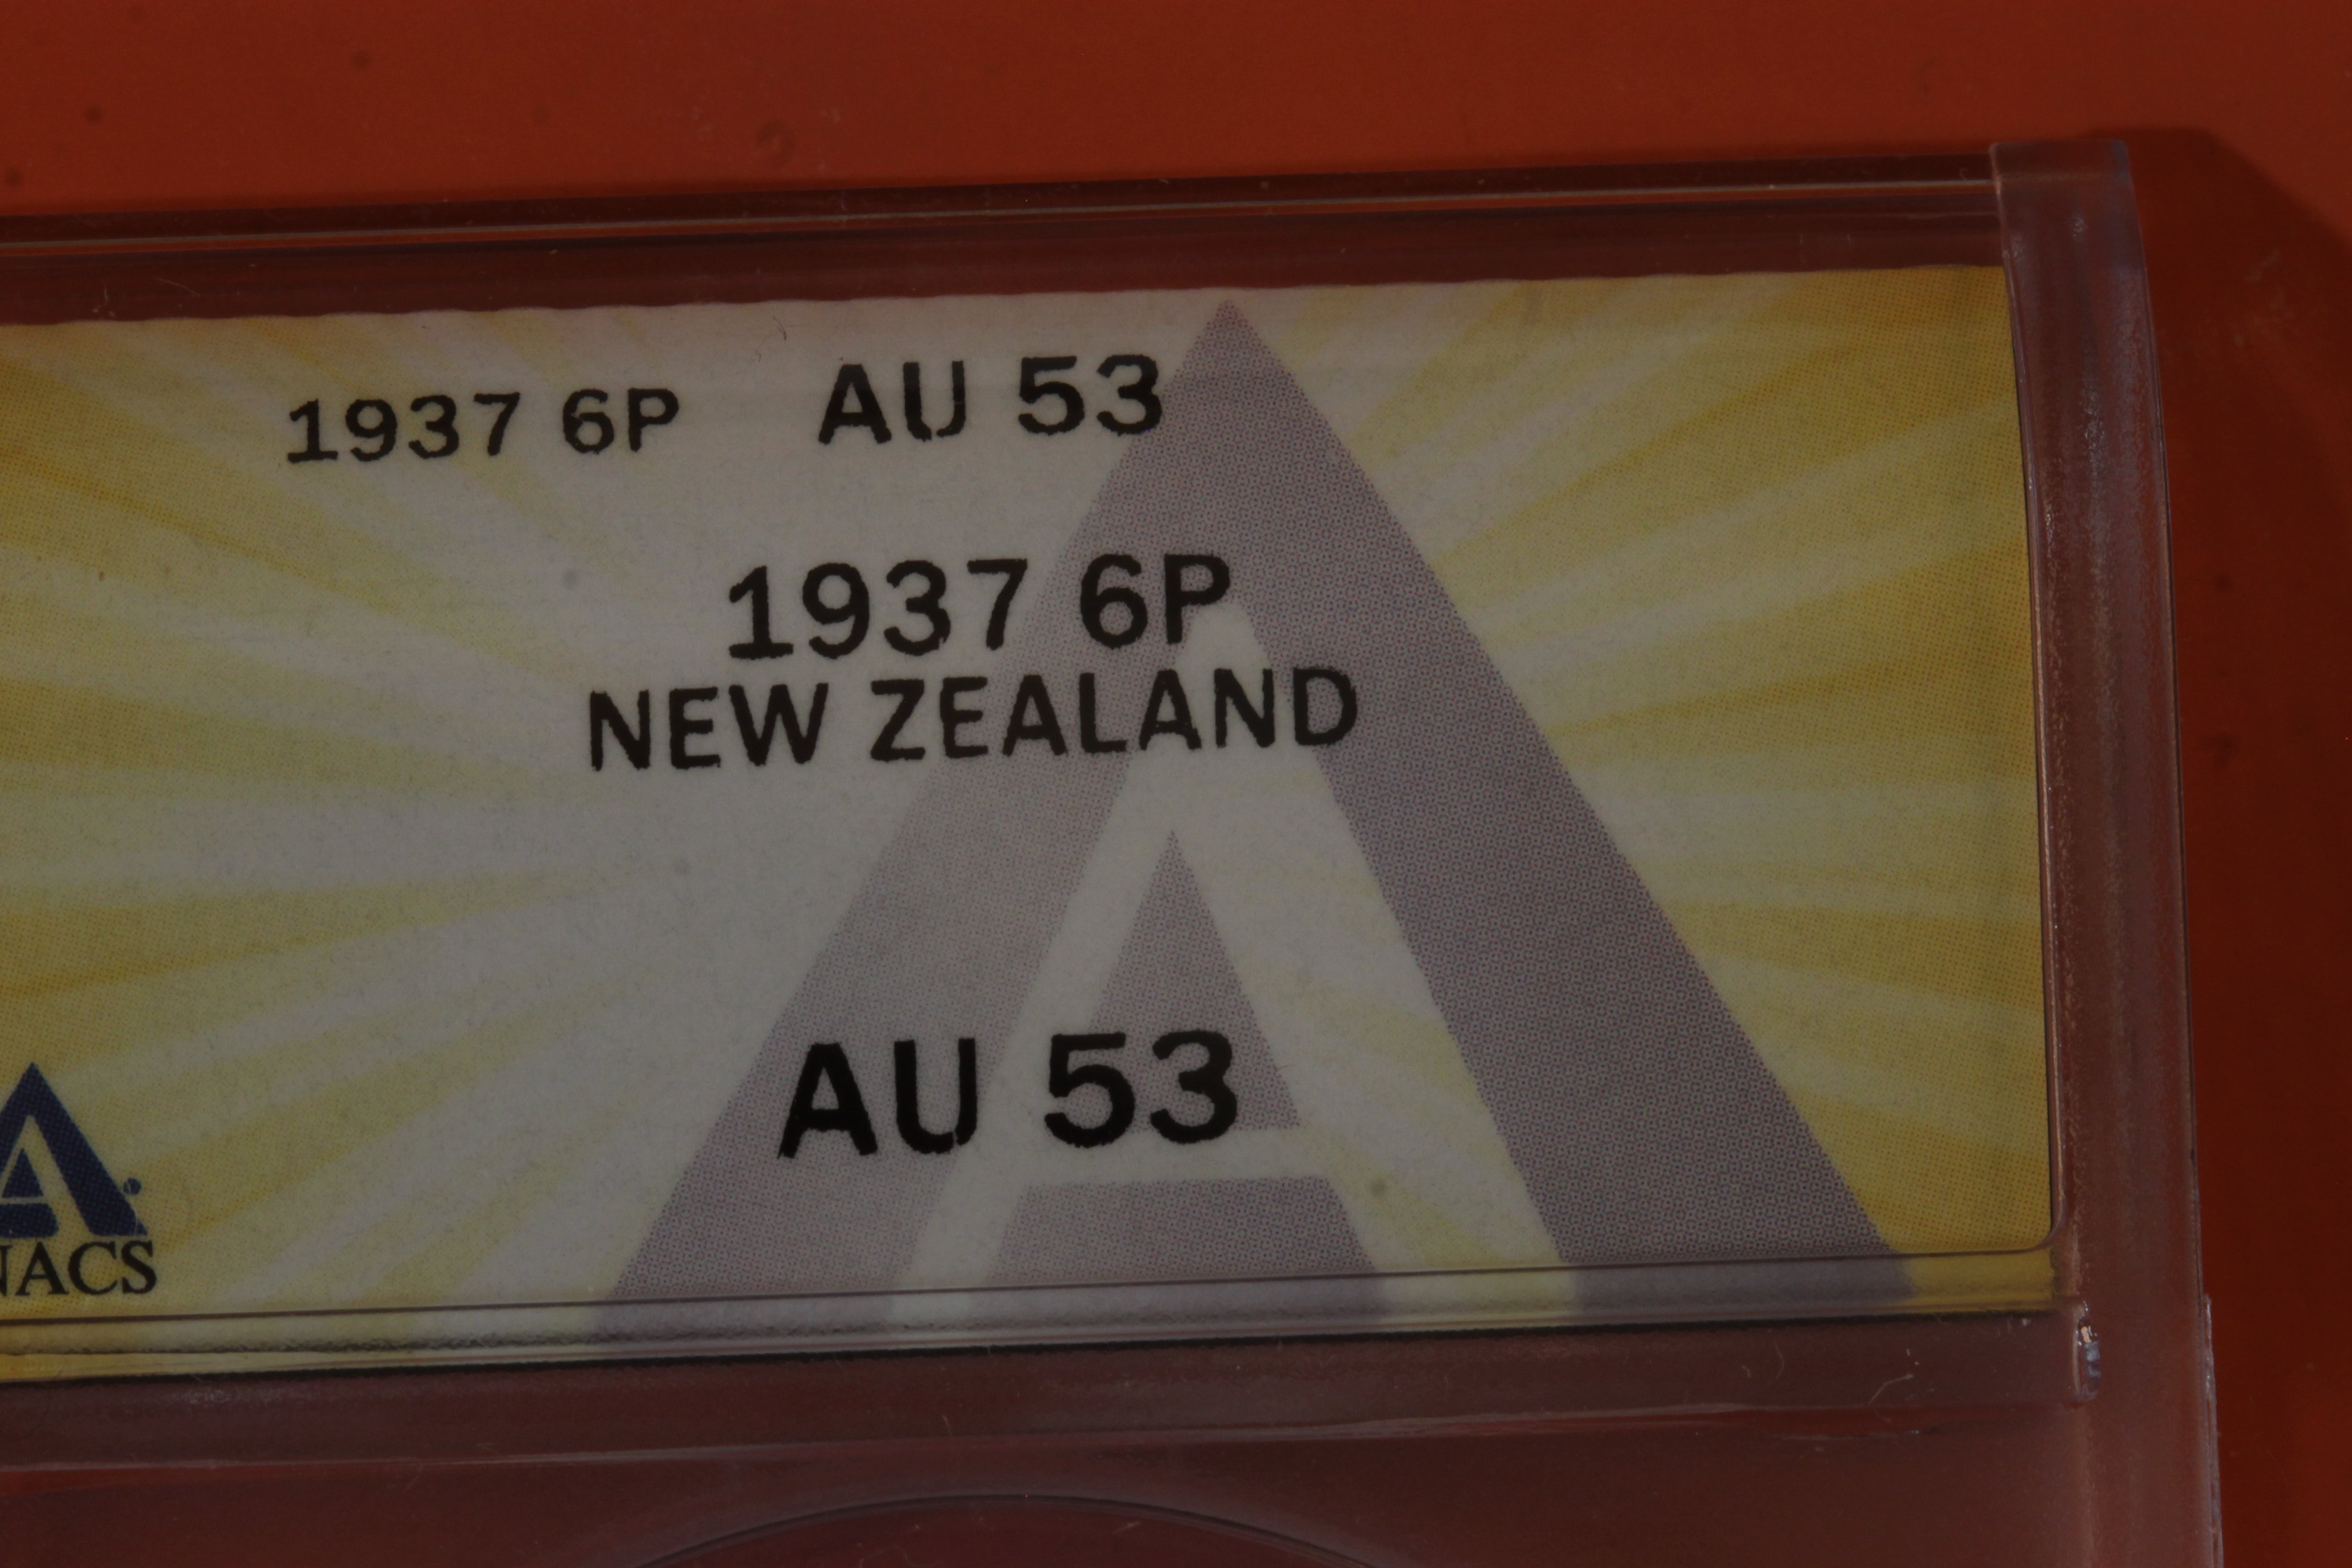 1937 6P AU 53
1937 6P
NEW ZEALAND
AU 53
NACS